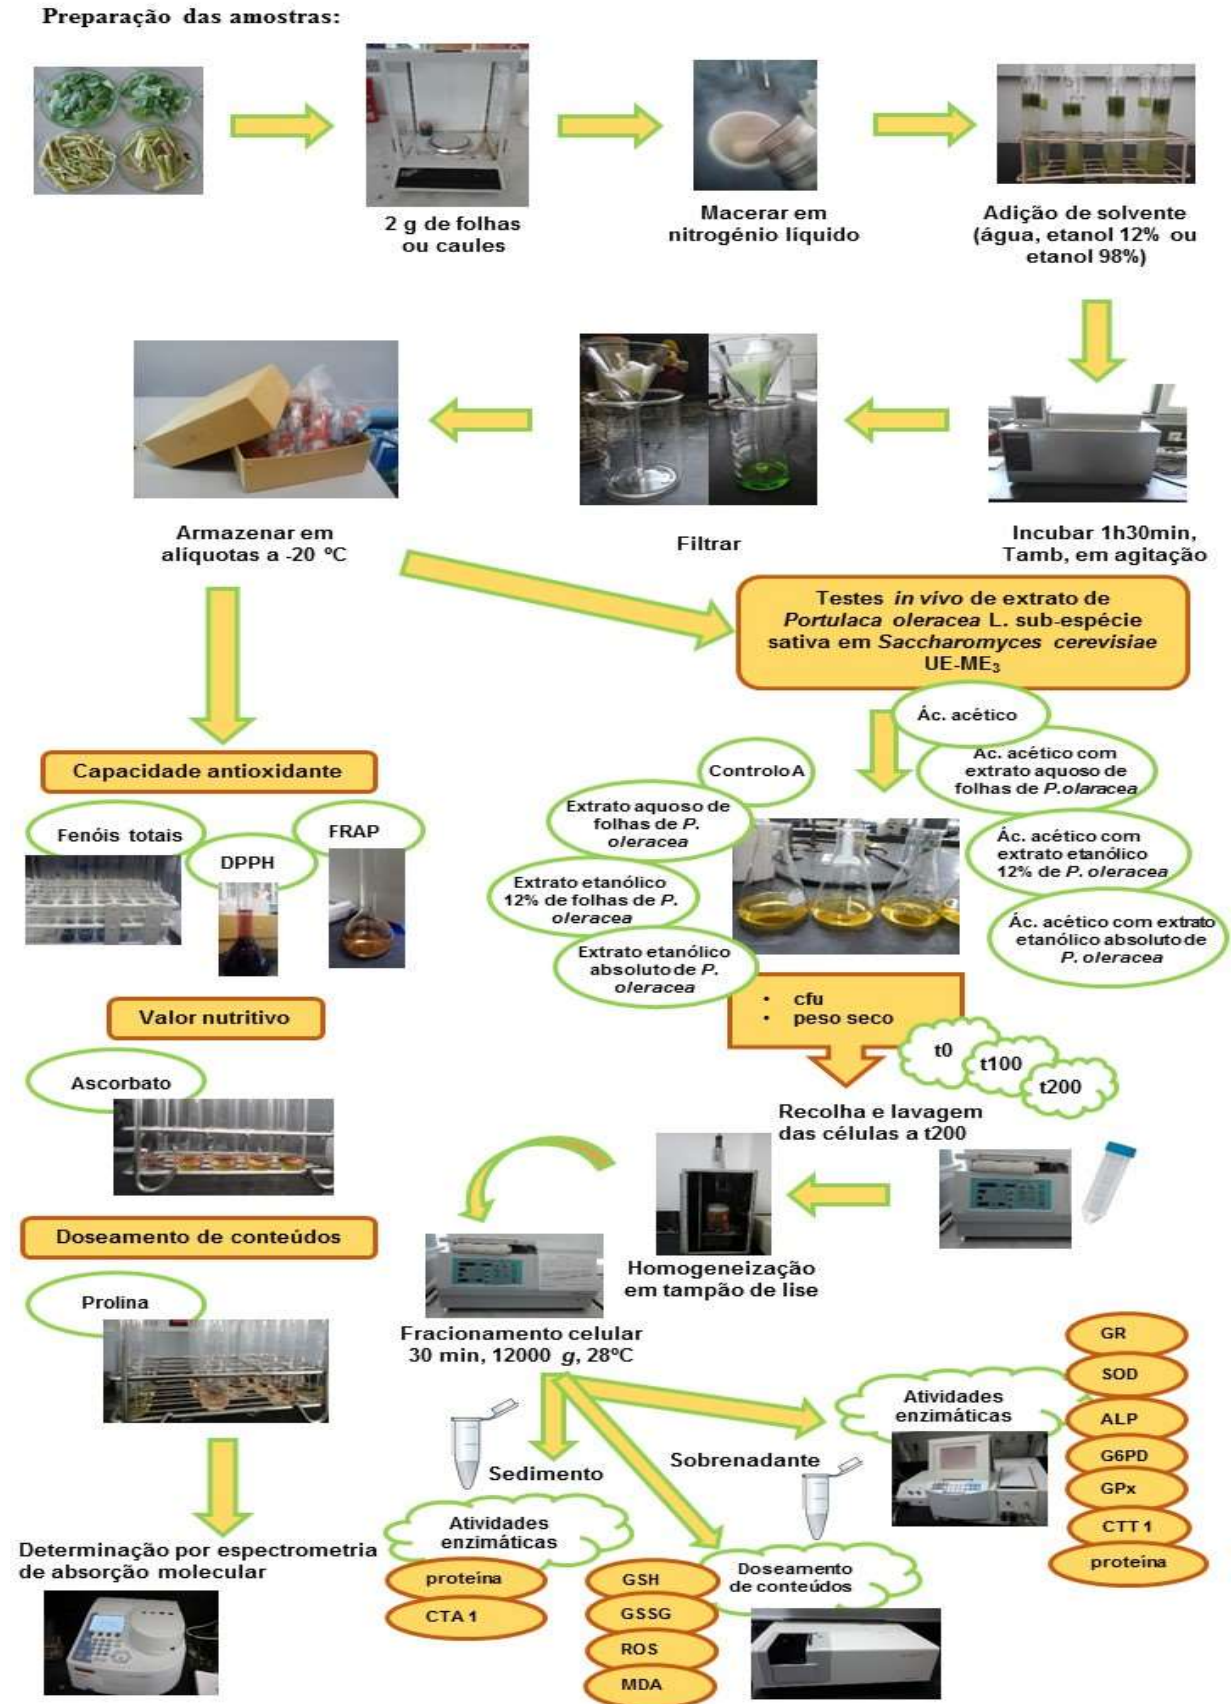 Preparação das amostras:
2 g de folhas
ou caules
Macerar em
nitrogénio líquido
Adição de solvente
(água, etanol 12% ou
etanol 98%)
Incubar 1h30min,
Tamb, em agitação
Filtrar
Armazenar em
alíquotas a -20 ºC
Testes in vivo de extrato de
Portulaca oleracea L. sub-espécie
sativa em Saccharomyces cerevisiae
UE-ME3
Capacidade antioxidante
Fenóis totais
DPPH
FRAP
Valor nutritivo
Ascorbato
Doseamento de conteúdos
Prolina
Determinação por espectrometria
de absorção molecular
Ác. acético
Controlo A
Ac. acético com
extrato aquoso de
folhas de P.olaracea
Extrato aquoso de
folhas de P.
oleracea
Ác. acético com
extrato etanólico
12% de P. oleracea
Extrato etanólico
12% de folhas de P.
oleracea
Ác. acético com extrato
etanólico absoluto de
P. oleracea
Extrato etanólico
absoluto de P.
oleracea
• cfu
• peso seco
t0
t100
t200
Recolha e lavagem
das células a t200
Homogeneização
em tampão de lise
Fracionamento celular
30 min, 12000 g, 28ºC
Sedimento
Sobrenadante
Atividades
enzimáticas
proteína
CTA 1
Doseamento
de conteúdos
GSH
GSSG
ROS
MDA
Atividades
enzimáticas
GR
SOD
ALP
G6PD
GPx
CTT 1
proteína